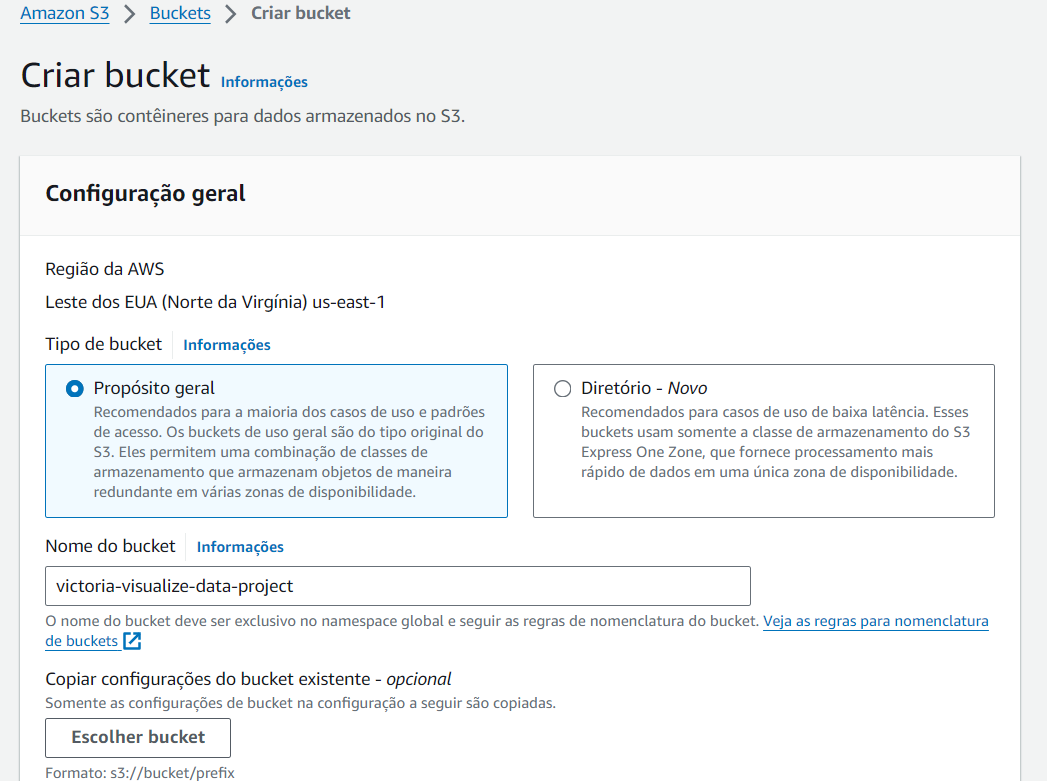 Amazon S3 > Buckets > Criar bucket
Criar bucket Informações
Buckets são contêineres para dados armazenados no S3.
Configuração geral
Região da AWS
Leste dos EUA (Norte da Virgínia) us-east-1
Tipo de bucket Informações
Propósito geral
Recomendados para a maioria dos casos de uso e padrões
de acesso. Os buckets de uso geral são do tipo original do
S3. Eles permitem uma combinação de classes de
armazenamento que armazenam objetos de maneira
redundante em várias zonas de disponibilidade.
Diretório - Novo
Recomendados para casos de uso de baixa latência. Esses
buckets usam somente a classe de armazenamento do S3
Express One Zone, que fornece processamento mais
rápido de dados em uma única zona de disponibilidade.
Nome do bucket Informações
victoria-visualize-data-project
O nome do bucket deve ser exclusivo no namespace global e seguir as regras de nomenclatura do bucket. Veja as regras para nomenclatura
de buckets
Copiar configurações do bucket existente - opcional
Somente as configurações de bucket na configuração a seguir são copiadas.
Escolher bucket
Formato: s3://bucket/prefix